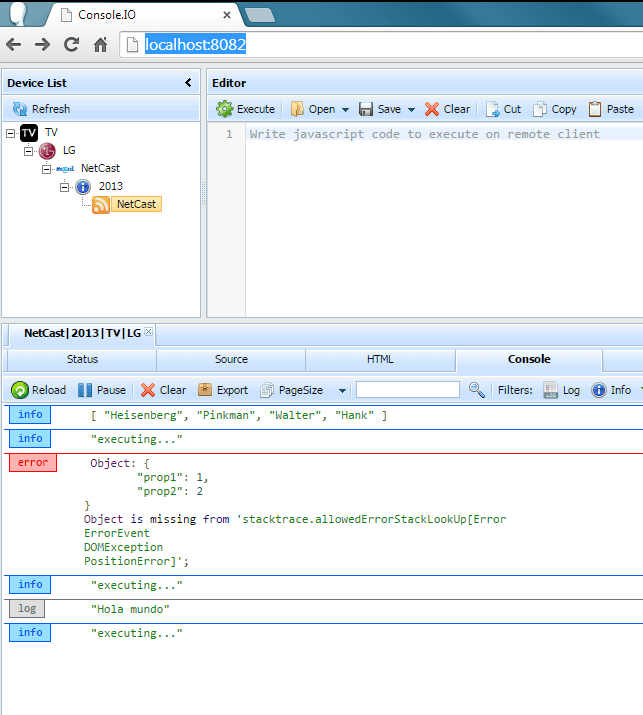 Console.IO
localhost:8082
Device List
Editor
Refresh
Execute Open Save Clear Cut Copy Paste
TV TV
LG
NetCast
2013
NetCast
1 Write javascript code to execute on remote client
NetCast|2013|TV|LG
Status Source HTML Console
Reload Pause Clear Export PageSize Filters: Log Info
info [ "Heisenberg", "Pinkman", "Walter", "Hank" ]
info "executing..."
error Object: {
"prop1": 1,
"prop2": 2
}
Object is missing from 'stacktrace.allowedErrorStackLookUp[Error
ErrorEvent
DOMException
PositionError]';
info "executing..."
log "Hola mundo"
info "executing..."